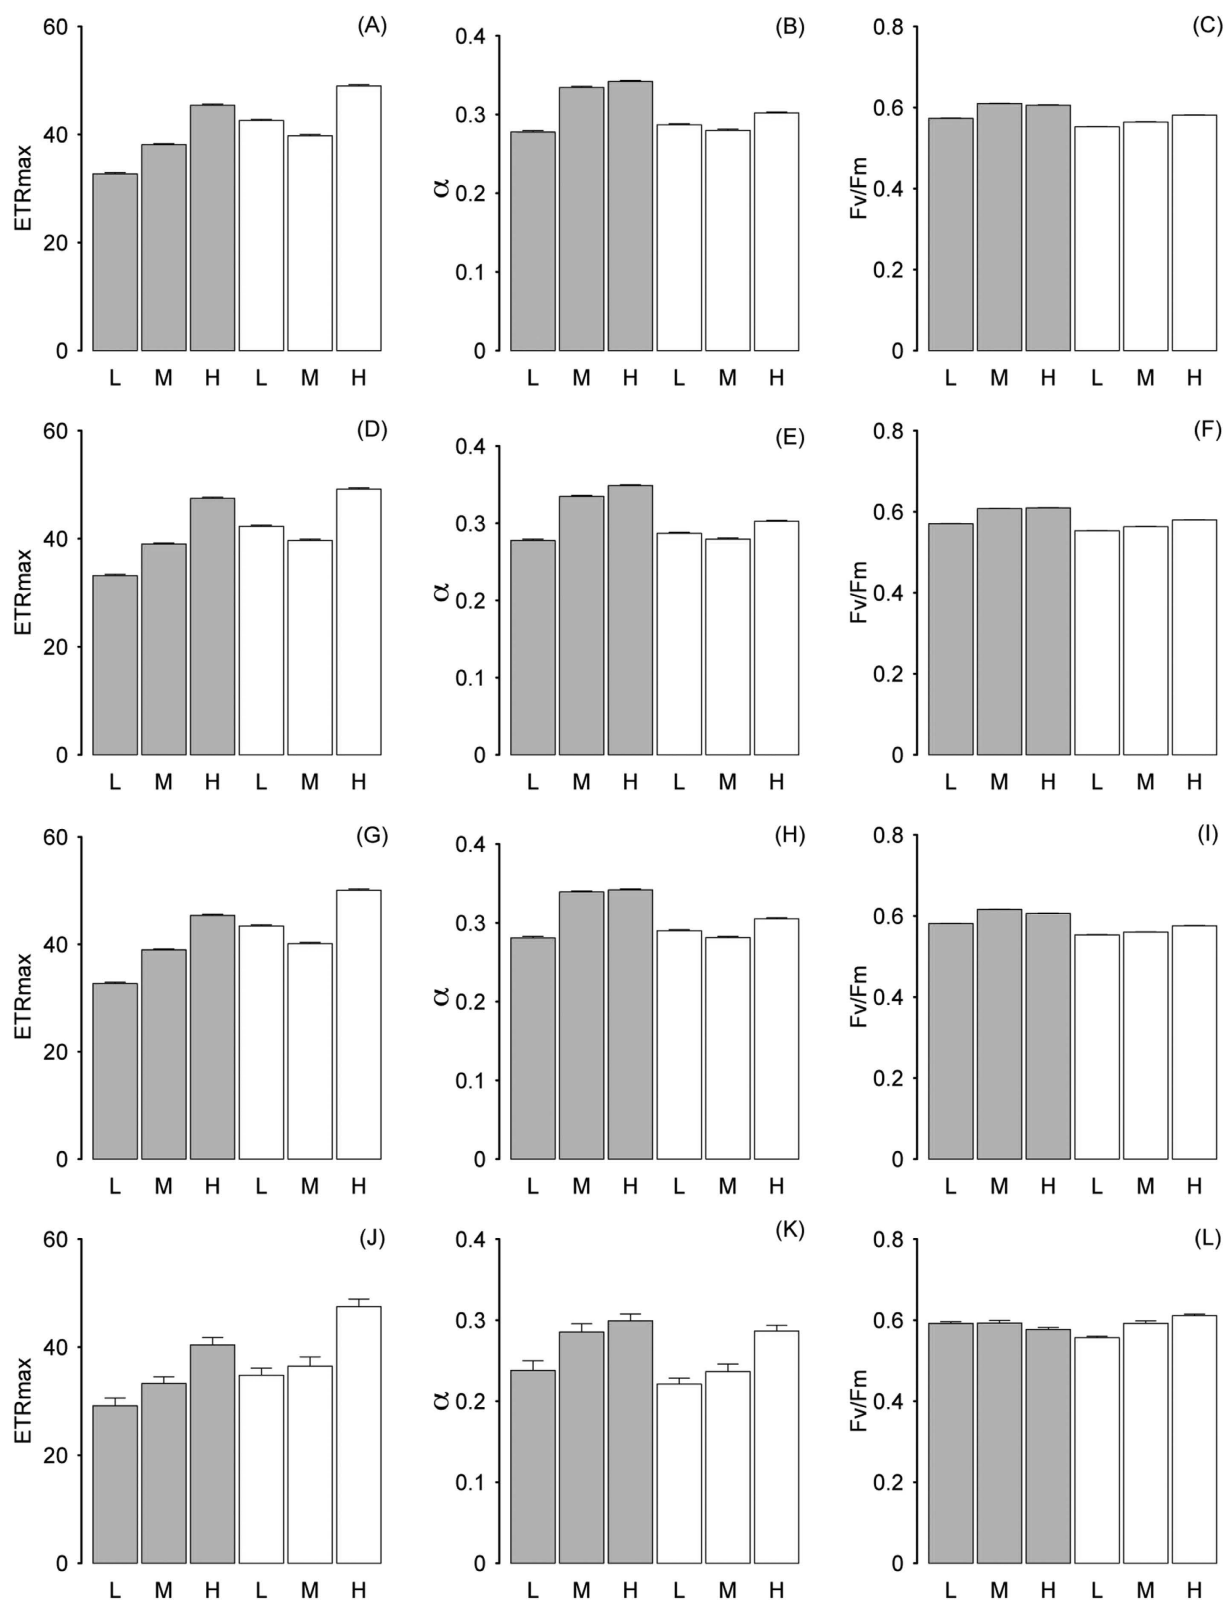 (A)
ETRmax
60
40
20
0
L M H L M H
(B)
α
0.4
0.3
0.2
0.1
0
L M H L M H
(C)
Fv/Fm
0.8
0.6
0.4
0.2
0
L M H L M H
(D)
ETRmax
60
40
20
0
L M H L M H
(E)
α
0.4
0.3
0.2
0.1
0
L M H L M H
(F)
Fv/Fm
0.8
0.6
0.4
0.2
0
L M H L M H
(G)
ETRmax
60
40
20
0
L M H L M H
(H)
α
0.4
0.3
0.2
0.1
0
L M H L M H
(I)
Fv/Fm
0.8
0.6
0.4
0.2
0
L M H L M H
(J)
ETRmax
60
40
20
0
L M H L M H
(K)
α
0.4
0.3
0.2
0.1
0
L M H L M H
(L)
Fv/Fm
0.8
0.6
0.4
0.2
0
L M H L M H